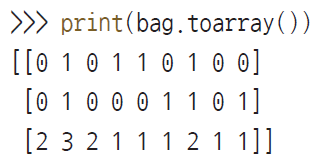 >>> print(bag.toarray())
[[0 1 0 1 1 0 1 0 0]
[0 1 0 0 0 1 1 0 1]
[2 3 2 1 1 1 2 1 1]]